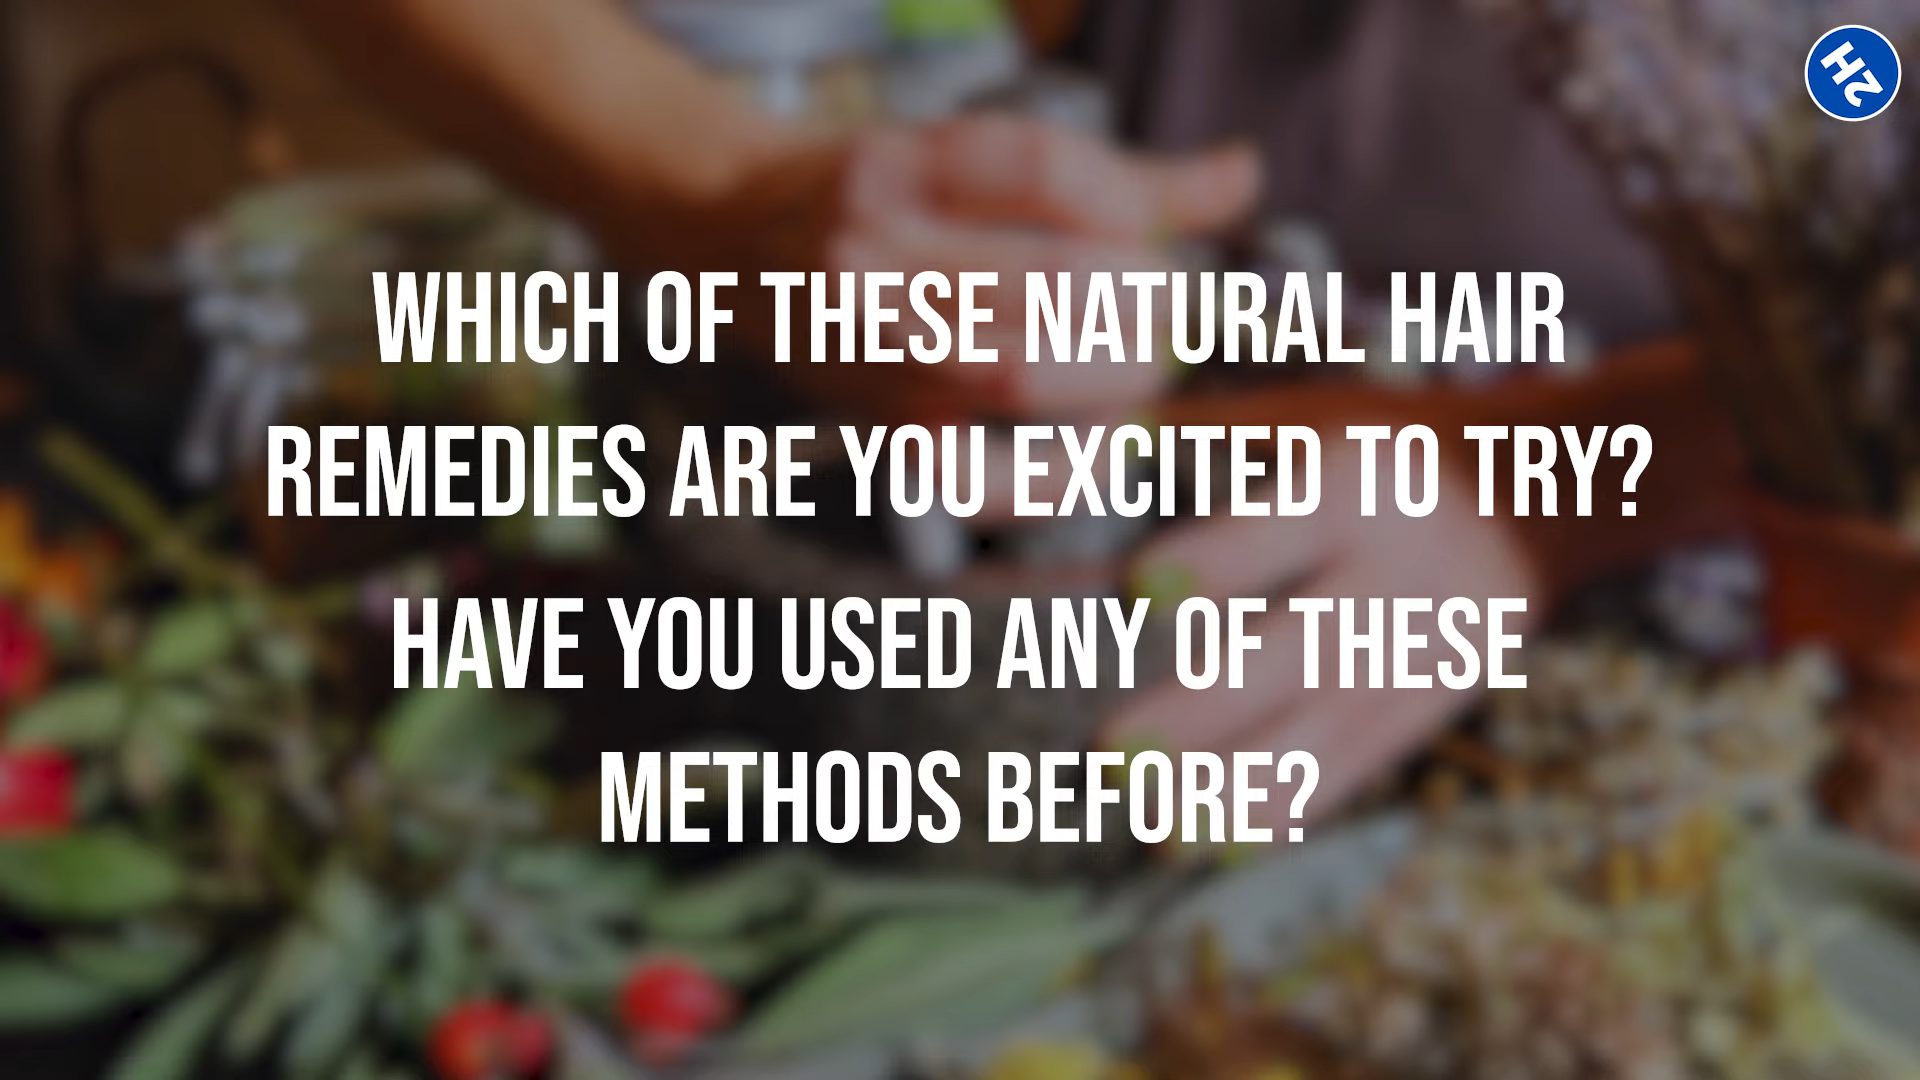 HZ
WHICH OF THESE NATURAL HAIR
REMEDIES ARE YOU EXCITED TO TRY?
HAVE YOU USED ANY OF THESE
METHODS BEFORE?